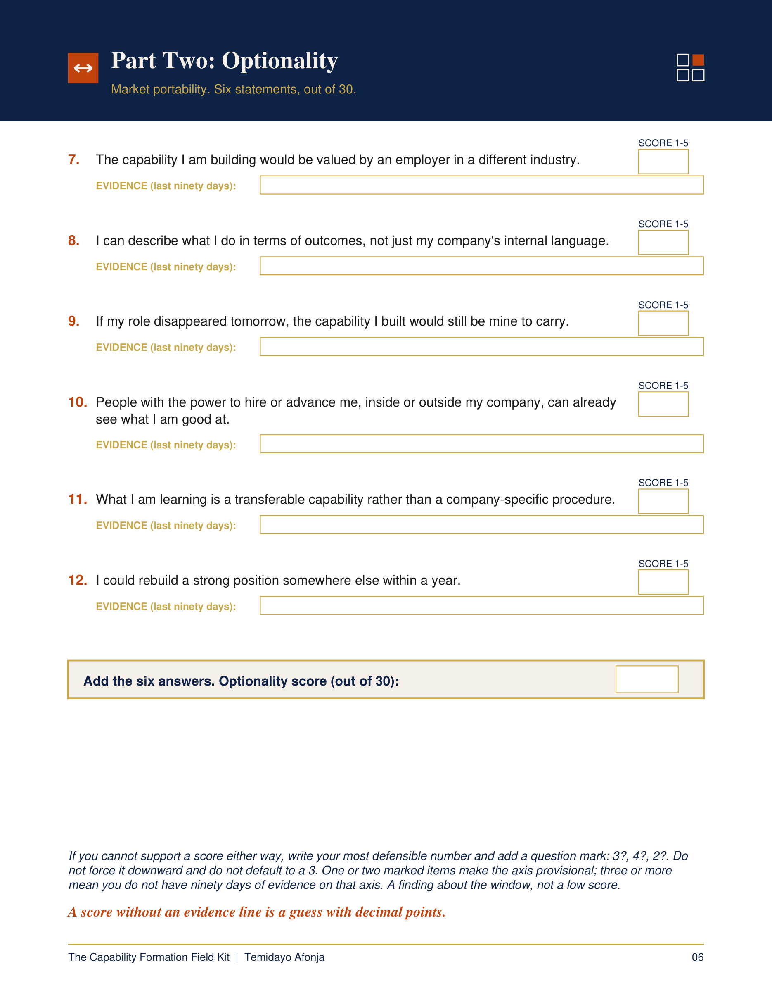 Part Two: Optionality
Market portability. Six statements, out of 30.
SCORE 1-5
7. The capability I am building would be valued by an employer in a different industry.
EVIDENCE (last ninety days):
SCORE 1-5
8. I can describe what I do in terms of outcomes, not just my company's internal language.
EVIDENCE (last ninety days):
SCORE 1-5
9. If my role disappeared tomorrow, the capability I built would still be mine to carry.
EVIDENCE (last ninety days):
SCORE 1-5
10. People with the power to hire or advance me, inside or outside my company, can already
see what I am good at.
EVIDENCE (last ninety days):
SCORE 1-5
11. What I am learning is a transferable capability rather than a company-specific procedure.
EVIDENCE (last ninety days):
SCORE 1-5
12. I could rebuild a strong position somewhere else within a year.
EVIDENCE (last ninety days):
Add the six answers. Optionality score (out of 30):
If you cannot support a score either way, write your most defensible number and add a question mark: 3?, 4?, 2?. Do
not force it downward and do not default to a 3. One or two marked items make the axis provisional; three or more
mean you do not have ninety days of evidence on that axis. A finding about the window, not a low score.
A score without an evidence line is a guess with decimal points.
The Capability Formation Field Kit | Temidayo Afonja
06